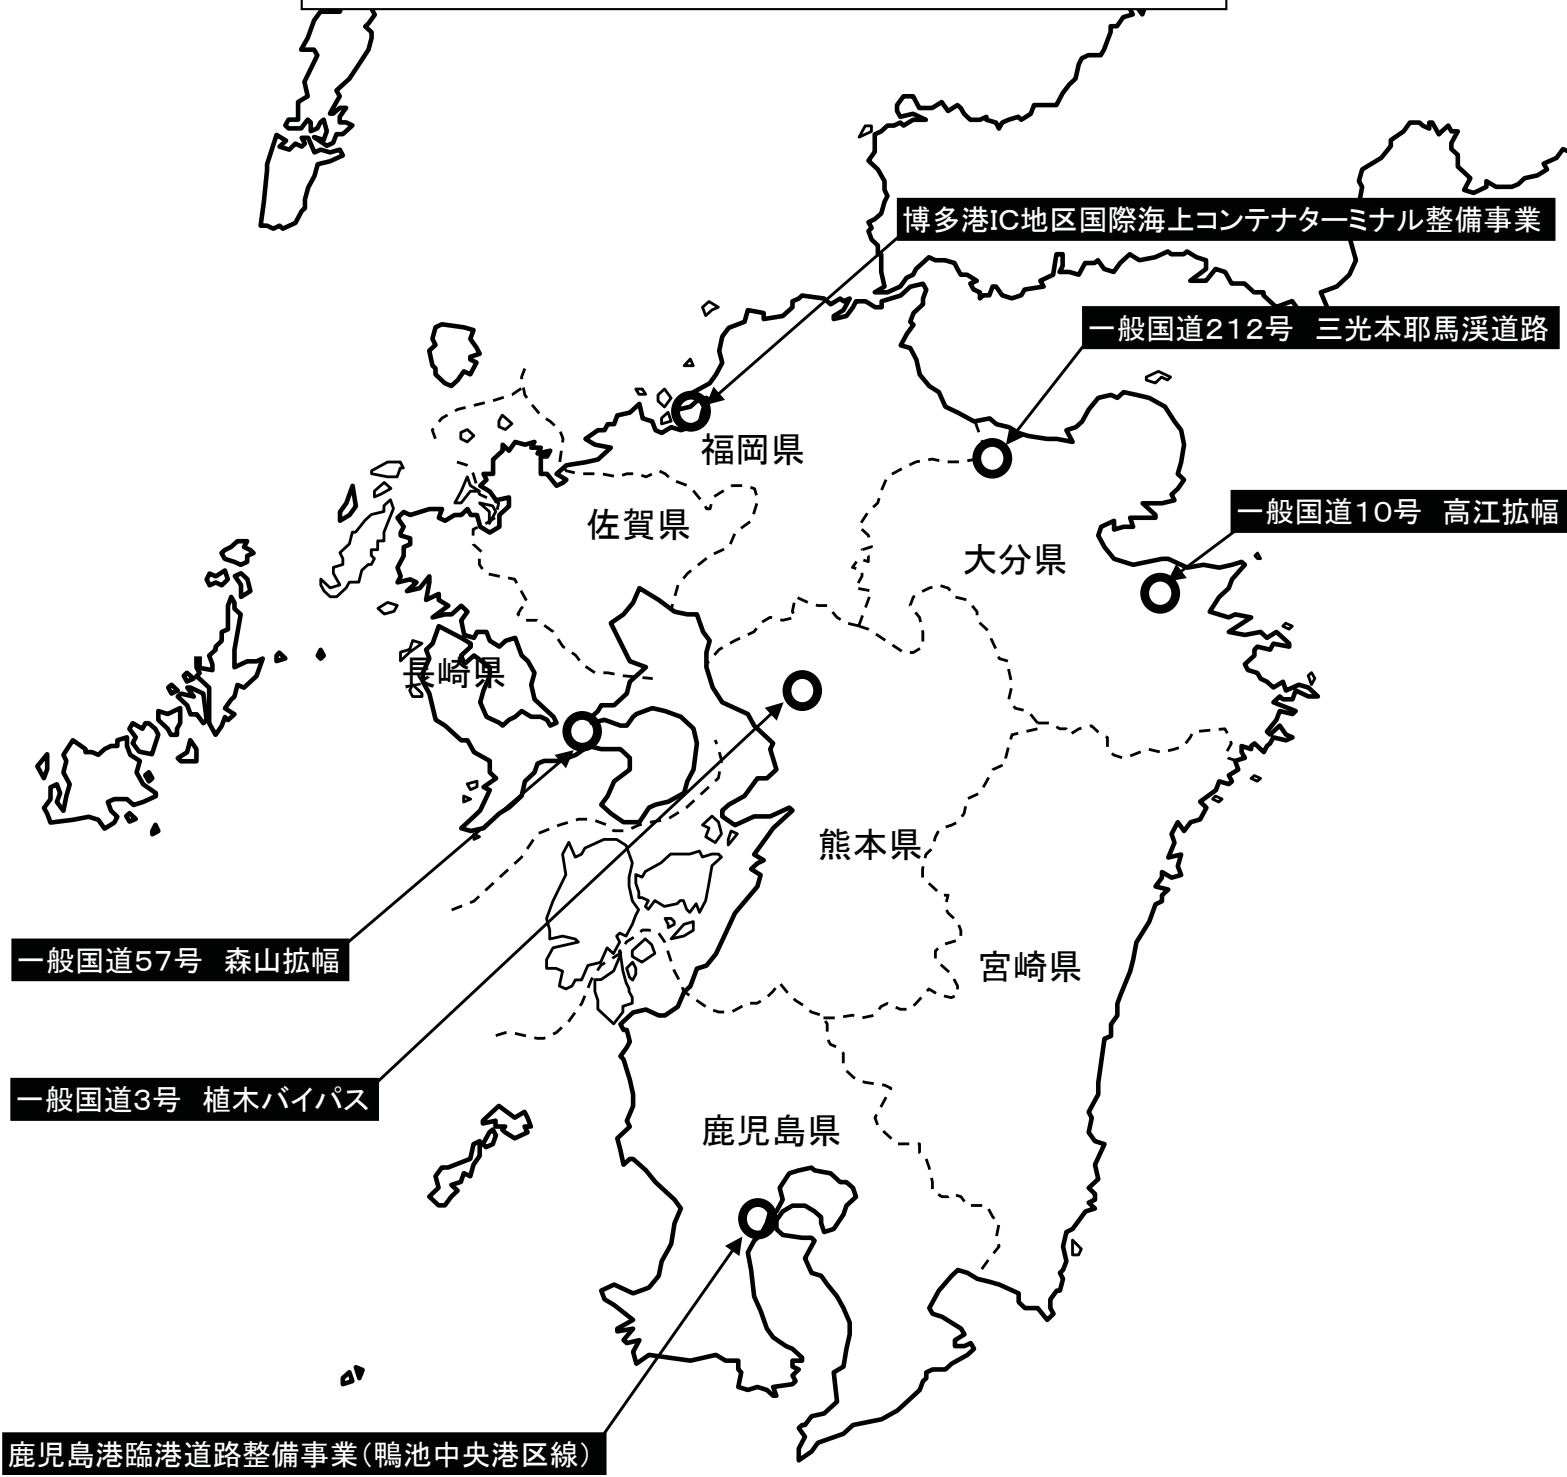 博多港IC地区国際海上コンテナターミナル整備事業
一般国道212号　三光本耶馬渓道路
福岡県
一般国道10号　高江拡幅
佐賀県
大分県
長崎県
熊本県
一般国道57号　森山拡幅
宮崎県
一般国道3号　植木バイパス
鹿児島県
鹿児島港臨港道路整備事業(鴨池中央港区線)